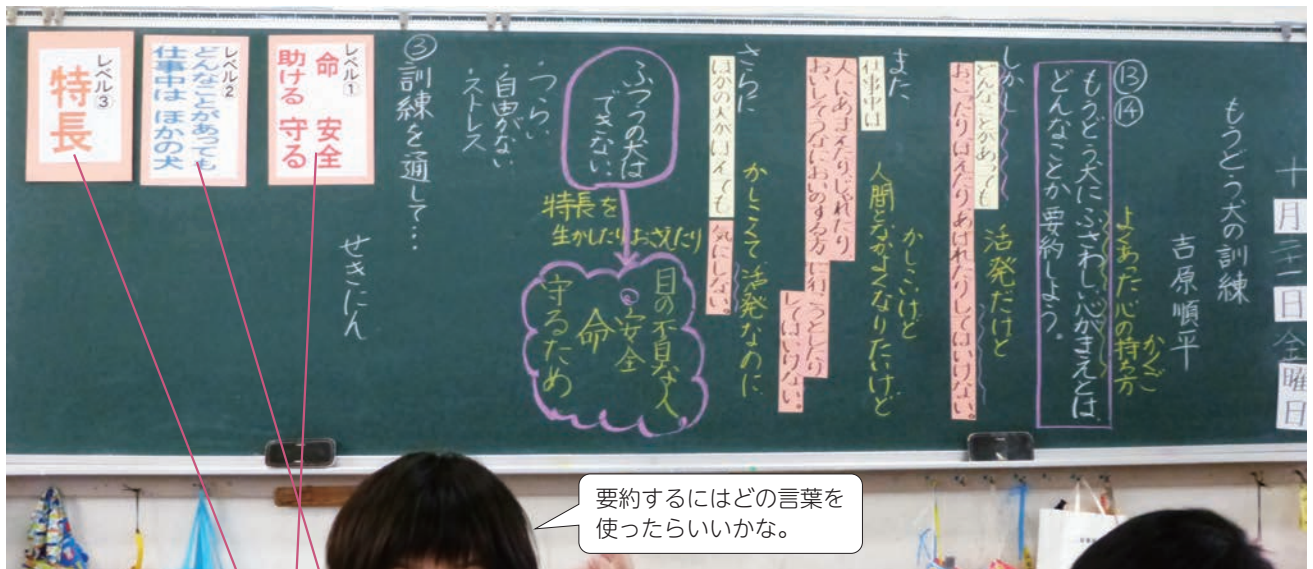 十月二十一日金曜日
もうどう犬の訓練
吉原順平
かくご
よくあった心の持ち方
⑬
⑭
もうどう犬にふさわしい心がまえとは、
どんなことか要約しよう。
しかし
どんなことがあっても
おこったり、ほえたり、あばれたりしてはいけない。
活発だけど
また
仕事中は
人にあまえたり、じゃれたり、
おいしそうなにおいのする方に行こうとしたり
してはいけない。
かしこいけど
人間となかよくなりたいけど
さらに
ほかの犬がほえても
気にしない。
かしこくて活発なのに
ふつうの犬は
できない
特長を
生かしたりおさえたり
目の不自由な人
の安全
命
守るため
・つらい
・自由がない
・ストレス
③訓練を通して…
せきにん
レベル①
命 安全
助ける 守る
レベル②
どんなことがあっても
仕事中は ほかの犬
レベル③
特長
要約するにはどの言葉を
使ったらいいかな。